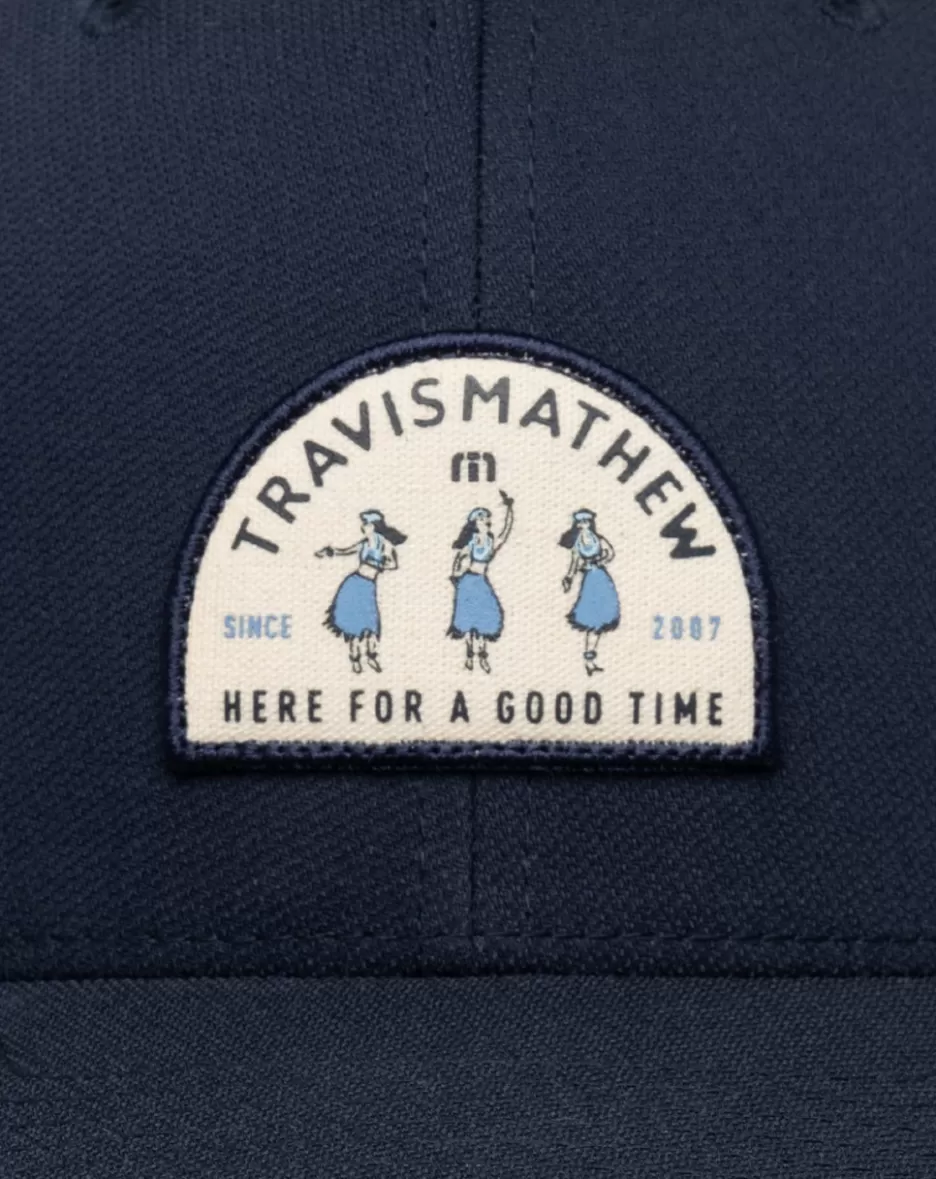 TRAVISMATHEW
SINCE 2007
HERE FOR A GOOD TIME